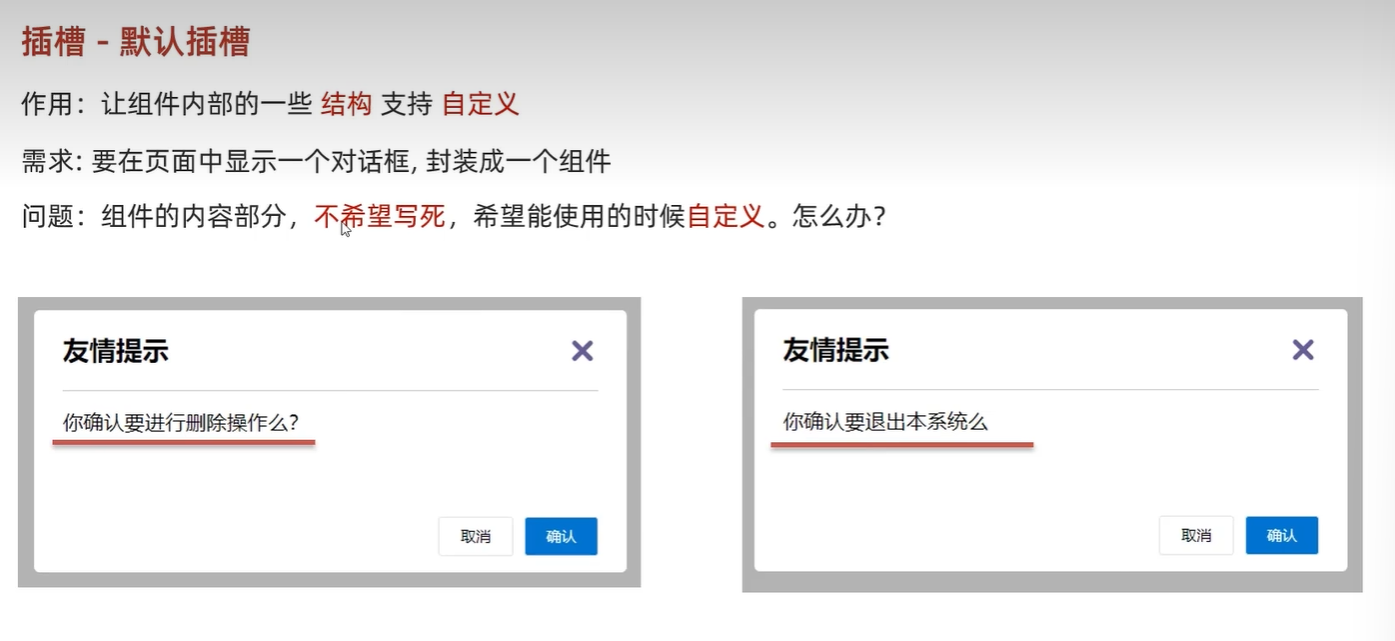 插槽 - 默认插槽
作用：让组件内部的一些 结构 支持 自定义
需求: 要在页面中显示一个对话框, 封装成一个组件
问题：组件的内容部分，不希望写死，希望能使用的时候自定义。怎么办?
友情提示
你确认要进行删除操作么?
取消 确认
友情提示
你确认要退出本系统么
取消 确认